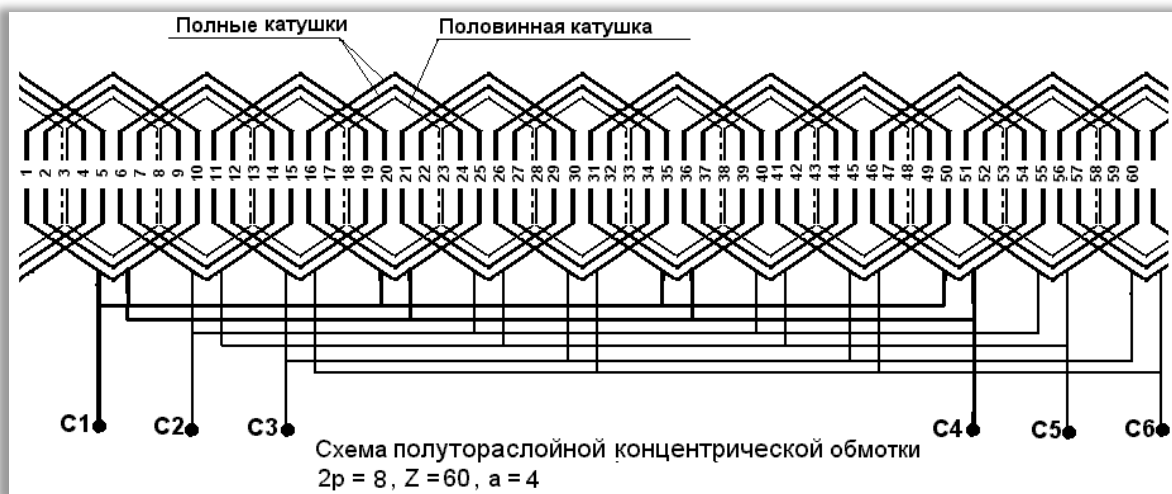 Полные катушки
Половинная катушка
1 2 3 4 5 6 7 8 9 10 11 12 13 14 15 16 17 18 19 20 21 22 23 24 25 26 27 28 29 30 31 32 33 34 35 36 37 38 39 40 41 42 43 44 45 46 47 48 49 50 51 52 53 54 55 56 57 58 59 60
C1 C2 C3 C4 C5 C6
Схема полутораслойной концентрической обмотки
2p = 8, Z =60, a = 4